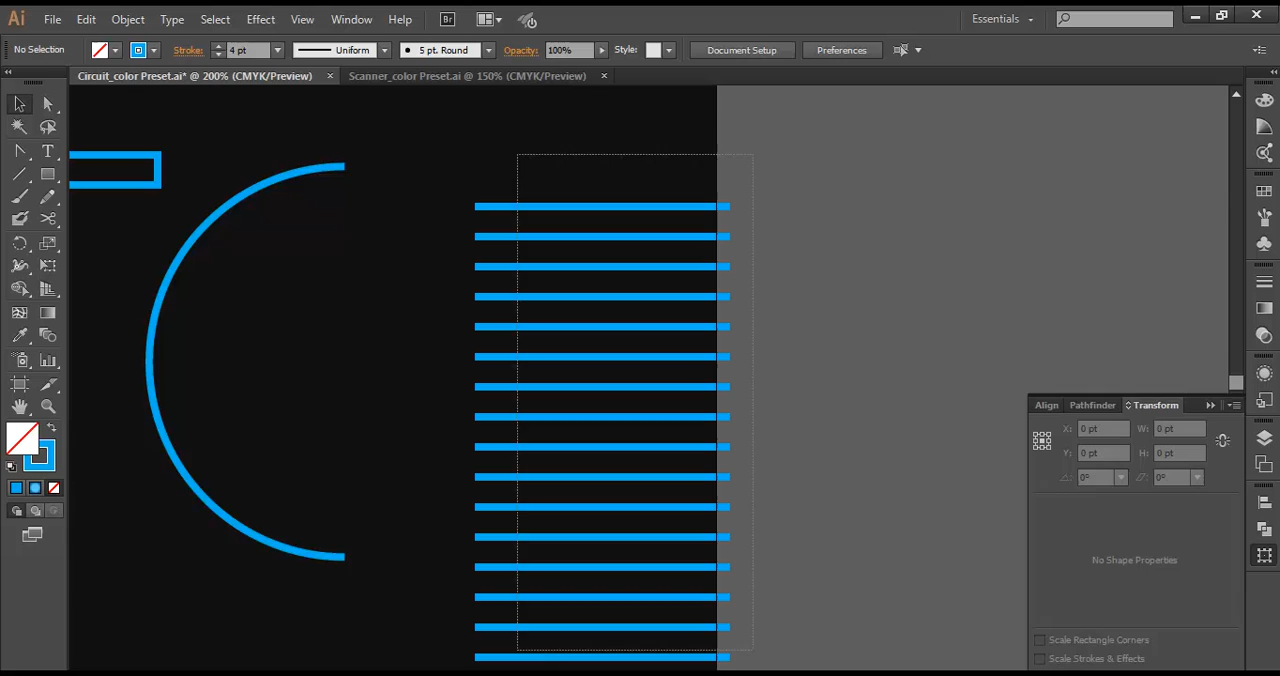 Ai File Edit Object Type Select Effect View Window Help Br Essentials
No Selection Stroke: 4 pt Uniform 5 pt. Round Opacity: 100% Style: Document Setup Preferences
Circuit_color Preset.ai* @ 200% (CMYK/Preview) × Scanner_color Preset.ai @ 150% (CMYK/Preview) ×
Align Pathfinder Transform
X: 0 pt W: 0 pt
Y: 0 pt H: 0 pt
0° 0°
No Shape Properties
Scale Rectangle Corners
Scale Strokes & Effects